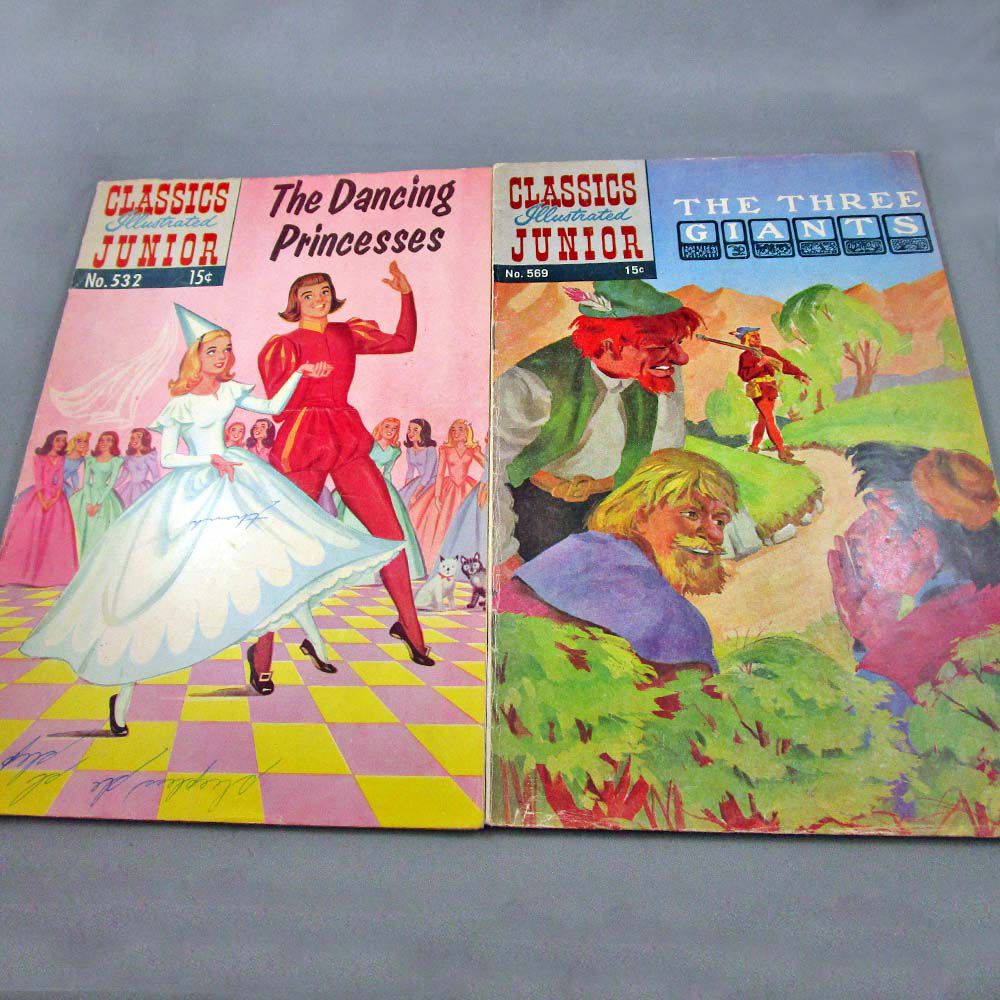 CLASSICS
Illustrated
JUNIOR
No. 532 15¢
The Dancing
Princesses
CLASSICS
Illustrated
JUNIOR
No. 569 15¢
THE THREE
GIANTS